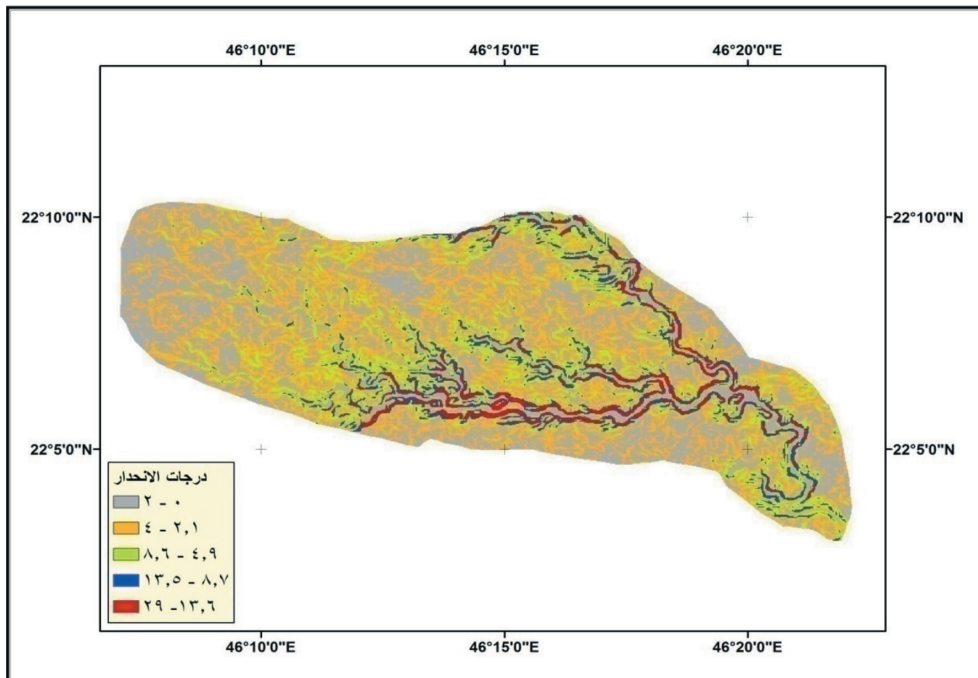 46°10'0"E 46°15'0"E 46°20'0"E
22°10'0"N 22°10'0"N
22°5'0"N 22°5'0"N
درجات الانحدار
٠ - ٢
٢,١ - ٤
٤,٩ - ٨,٦
٨,٧ - ١٣,٥
١٣,٦ - ٢٩
46°10'0"E 46°15'0"E 46°20'0"E